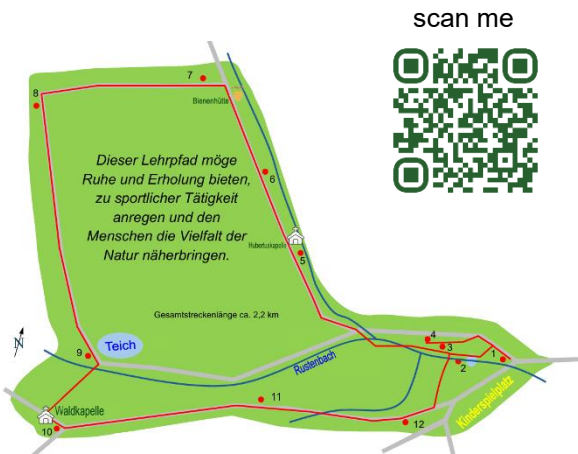 scan me
7
8
Bienenhütte
Dieser Lehrpfad möge
Ruhe und Erholung bieten,
zu sportlicher Tätigkeit
anregen und den
Menschen die Vielfalt der
Natur näherbringen.
6
Hubertuskapelle
5
Gesamtstreckenlänge ca. 2,2 km
N
9
Teich
4
3
2
1
Rustenbach
Kinderspielplatz
11
Waldkapelle
10
12